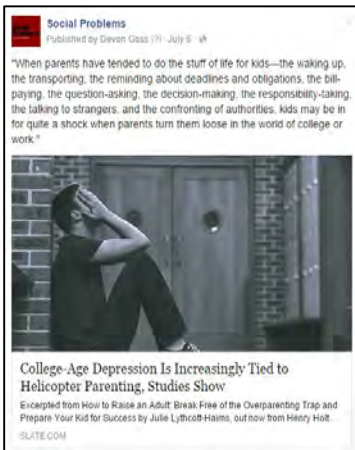 Social Problems
Published by Devon Goss [?] · July 5 ·
"When parents have tended to do the stuff of life for kids—the waking up,
the transporting, the reminding about deadlines and obligations, the bill-
paying, the question-asking, the decision-making, the responsibility-taking,
the talking to strangers, and the confronting of authorities, kids may be in
for quite a shock when parents turn them loose in the world of college or
work."
College-Age Depression Is Increasingly Tied to
Helicopter Parenting, Studies Show
Excerpted from How to Raise an Adult: Break Free of the Overparenting Trap and
Prepare Your Kid for Success by Julie Lythcott-Haims, out now from Henry Holt...
SLATE.COM